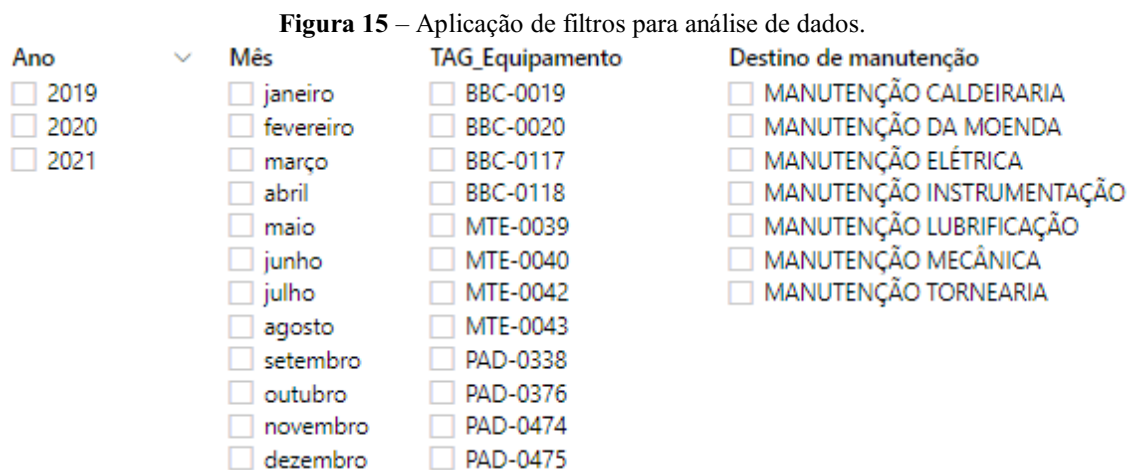 Figura 15 – Aplicação de filtros para análise de dados.
Ano
2019
2020
2021
Mês
janeiro
fevereiro
março
abril
maio
junho
julho
agosto
setembro
outubro
novembro
dezembro
TAG_Equipamento
BBC-0019
BBC-0020
BBC-0117
BBC-0118
MTE-0039
MTE-0040
MTE-0042
MTE-0043
PAD-0338
PAD-0376
PAD-0474
PAD-0475
Destino de manutenção
MANUTENÇÃO CALDEIRARIA
MANUTENÇÃO DA MOENDA
MANUTENÇÃO ELÉTRICA
MANUTENÇÃO INSTRUMENTAÇÃO
MANUTENÇÃO LUBRIFICAÇÃO
MANUTENÇÃO MECÂNICA
MANUTENÇÃO TORNEARIA